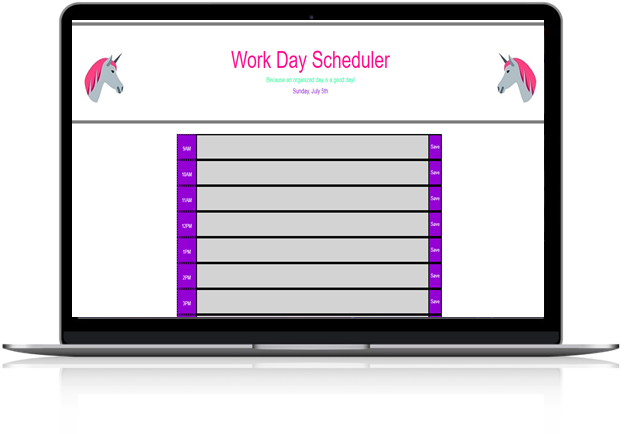 Work Day Scheduler
Because an organized day is a good day!
Sunday, July 5th
9AM Save
10AM Save
11AM Save
12PM Save
1PM Save
2PM Save
3PM Save